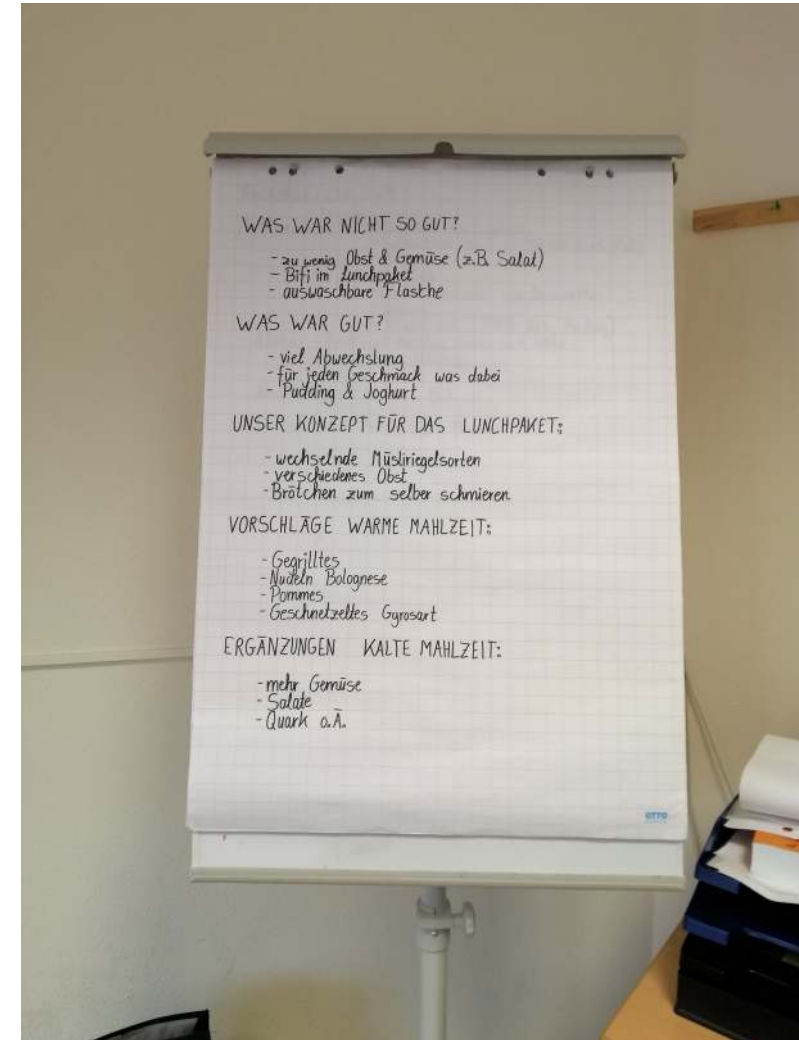 WAS WAR NICHT SO GUT?
- zu wenig Obst & Gemüse (z.B. Salat)
- Bifi im Lunchpaket
- auswaschbare Flasche
WAS WAR GUT?
- viel Abwechslung
- für jeden Geschmack was dabei
- Pudding & Joghurt
UNSER KONZEPT FÜR DAS LUNCHPAKET:
- wechselnde Müsliriegelsorten
- verschiedenes Obst
- Brötchen zum selber schmieren
VORSCHLÄGE WARME MAHLZEIT:
- Gegrilltes
- Nudeln Bolognese
- Pommes
- Geschnetzeltes Gyrosart
ERGÄNZUNGEN KALTE MAHLZEIT:
- mehr Gemüse
- Salate
- Quark o.Ä.
OTTO